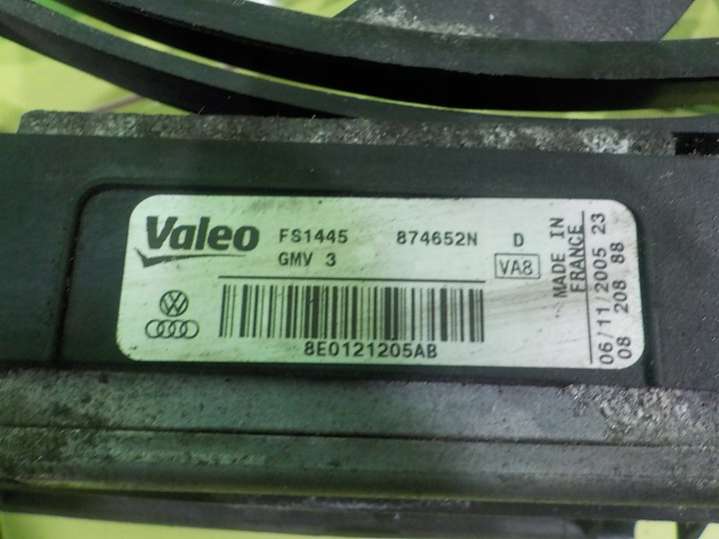 Valeo FS1445 874652N D
GMV 3 VA8
8E0121205AB
MADE IN
FRANCE
06/11/2005 23
08 208 88